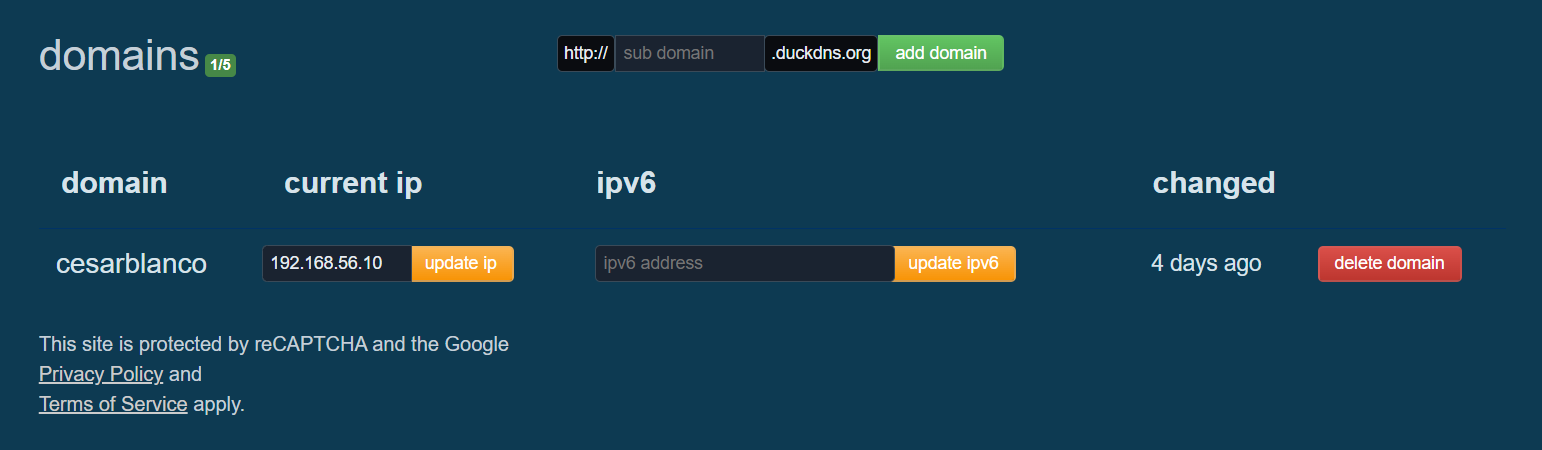 domains 1/5
http:// sub domain .duckdns.org add domain
domain current ip ipv6 changed
cesarblanco 192.168.56.10 update ip ipv6 address update ipv6 4 days ago delete domain
This site is protected by reCAPTCHA and the Google
Privacy Policy and
Terms of Service apply.